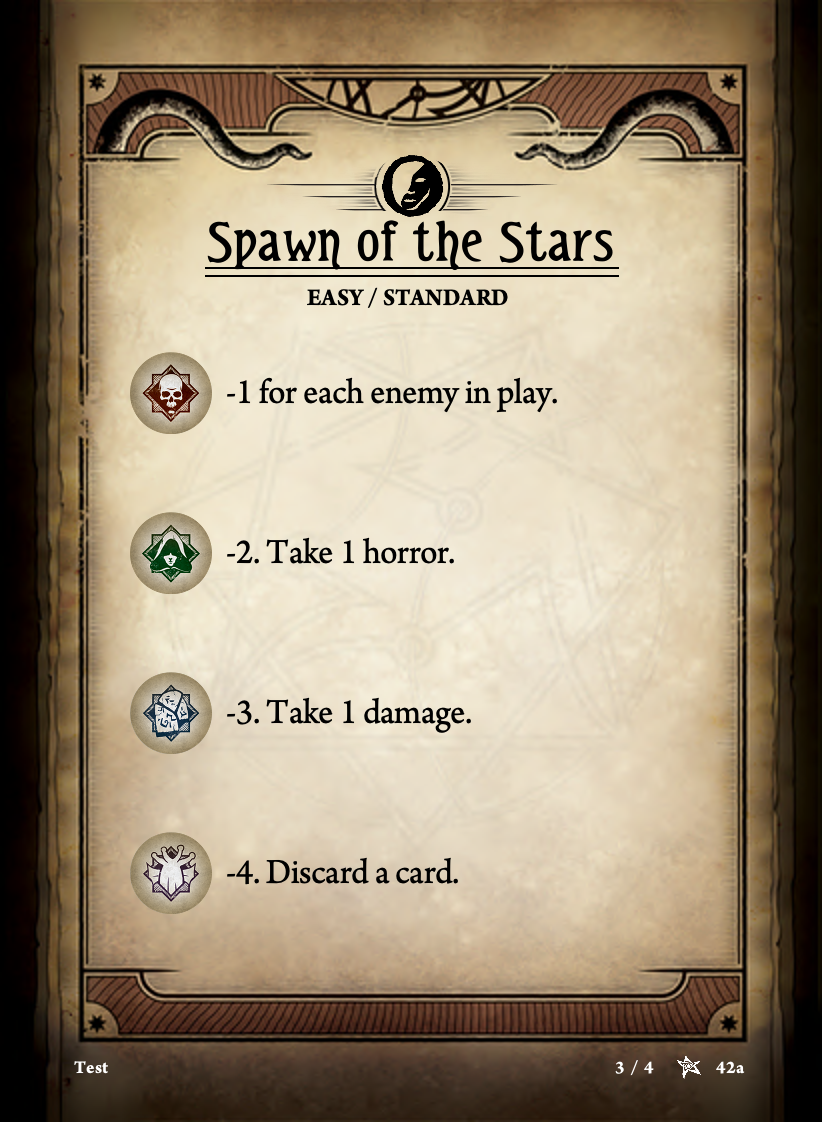 Spawn of the Stars
EASY / STANDARD
-1 for each enemy in play.
-2. Take 1 horror.
-3. Take 1 damage.
-4. Discard a card.
Test 3 / 4 42a